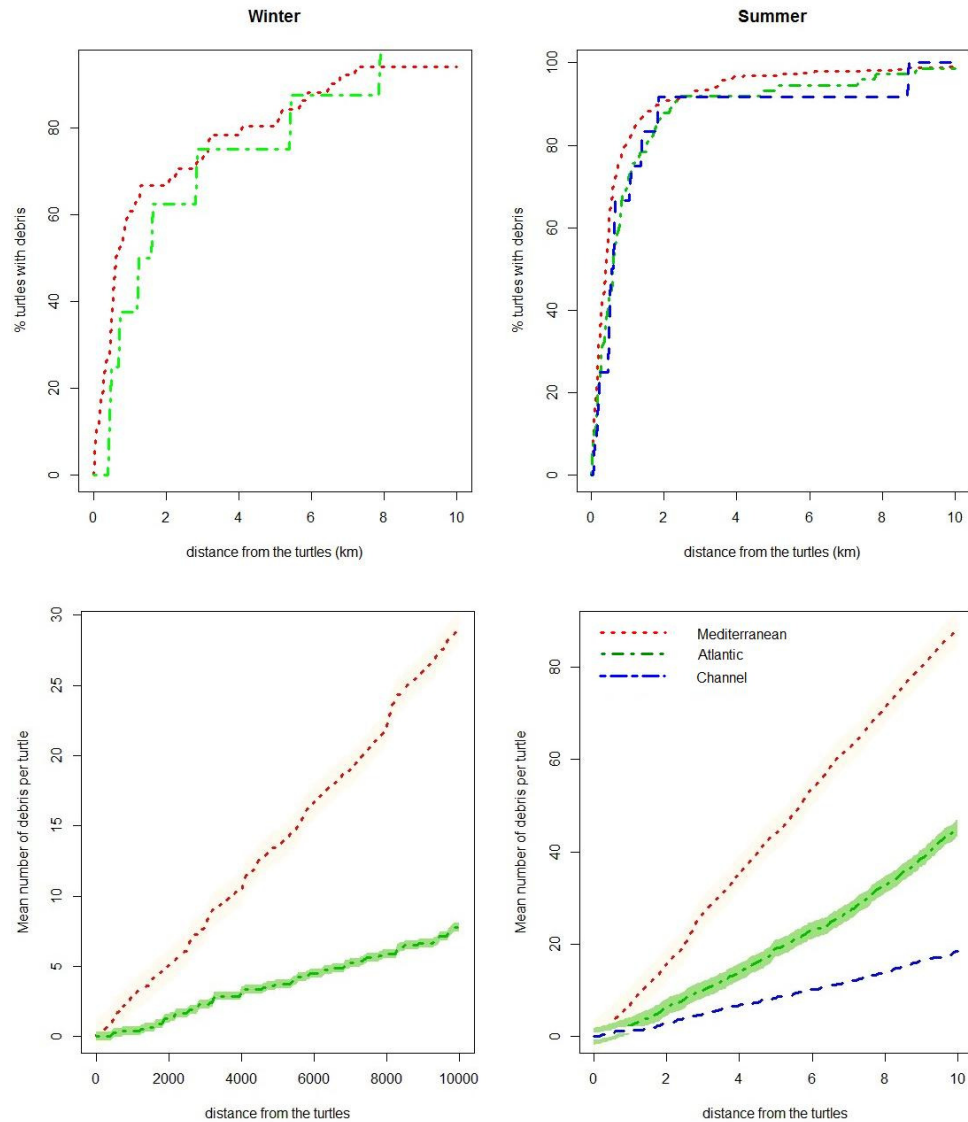 Winter
Summer
% turtles with debris
0 20 40 60 80
0 2 4 6 8 10
distance from the turtles (km)
% turtles with debris
0 20 40 60 80 100
0 2 4 6 8 10
distance from the turtles (km)
Mean number of debris per turtle
0 5 10 15 20 25 30
0 2000 4000 6000 8000 10000
distance from the turtles
Mean number of debris per turtle
0 20 40 60 80
Mediterranean
Atlantic
Channel
0 2 4 6 8 10
distance from the turtles